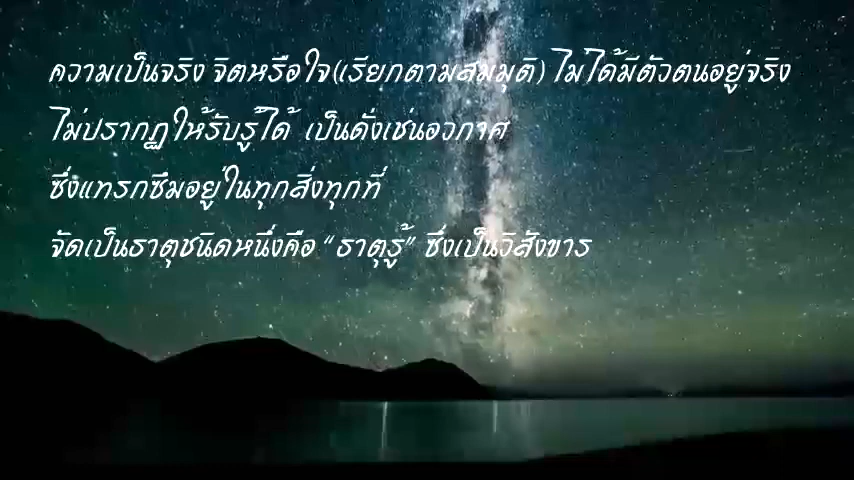 ความเป็นจริง จิตหรือใจ(เรียกตามสมมุติ) ไม่ได้มีตัวตนอยู่จริง
ไม่ปรากฏให้รับรู้ได้ เป็นดั่งเช่นอวกาศ
ซึ่งแทรกซึมอยู่ในทุกสิ่งทุกที่
จัดเป็นธาตุชนิดหนึ่งคือ “ธาตุรู้” ซึ่งเป็นวิสังขาร